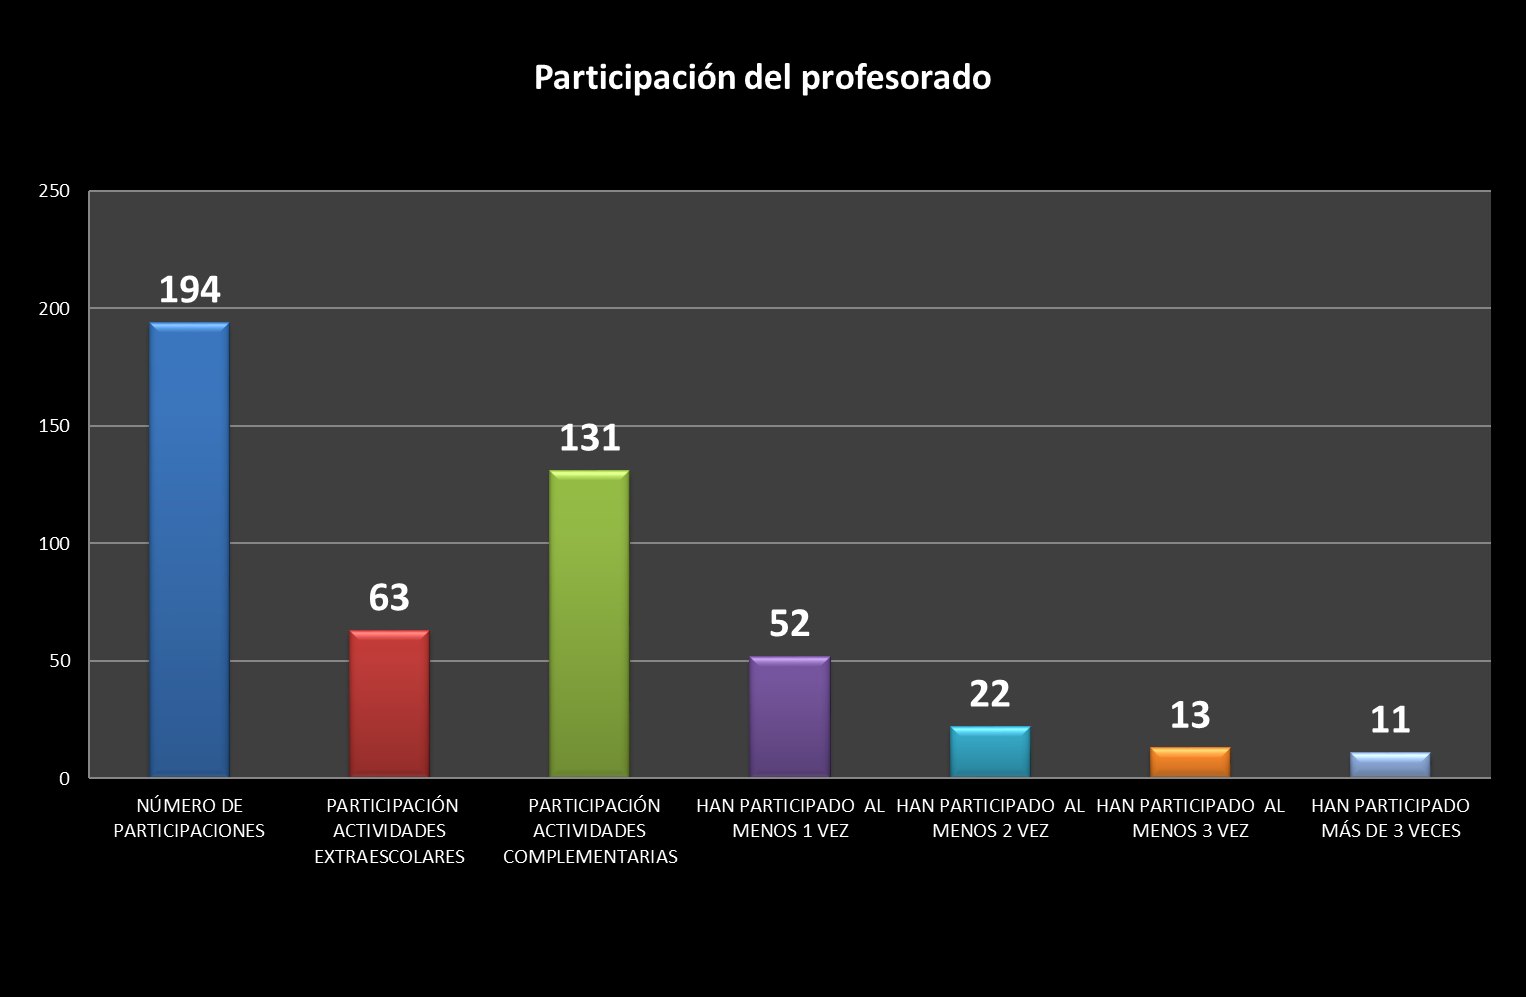 Participación del profesorado
250
200
150
100
50
0
194
63
131
52
22
13
11
NÚMERO DE
PARTICIPACIONES
PARTICIPACIÓN
ACTIVIDADES
EXTRAESCOLARES
PARTICIPACIÓN
ACTIVIDADES
COMPLEMENTARIAS
HAN PARTICIPADO AL
MENOS 1 VEZ
HAN PARTICIPADO AL
MENOS 2 VEZ
HAN PARTICIPADO AL
MENOS 3 VEZ
HAN PARTICIPADO
MÁS DE 3 VECES